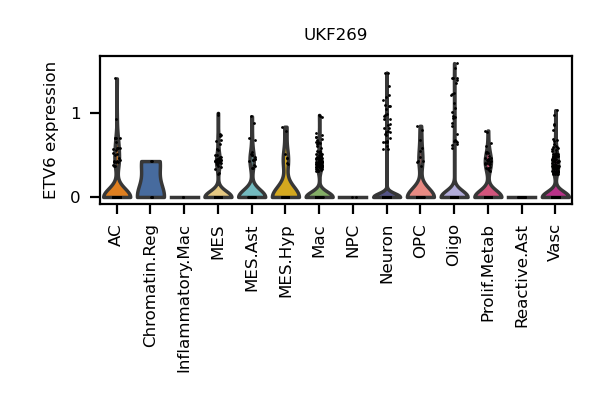 UKF269
ETV6 expression
1
0
AC
Chromatin.Reg
Inflammatory.Mac
MES
MES.Ast
MES.Hyp
Mac
NPC
Neuron
OPC
Oligo
Prolif.Metab
Reactive.Ast
Vasc